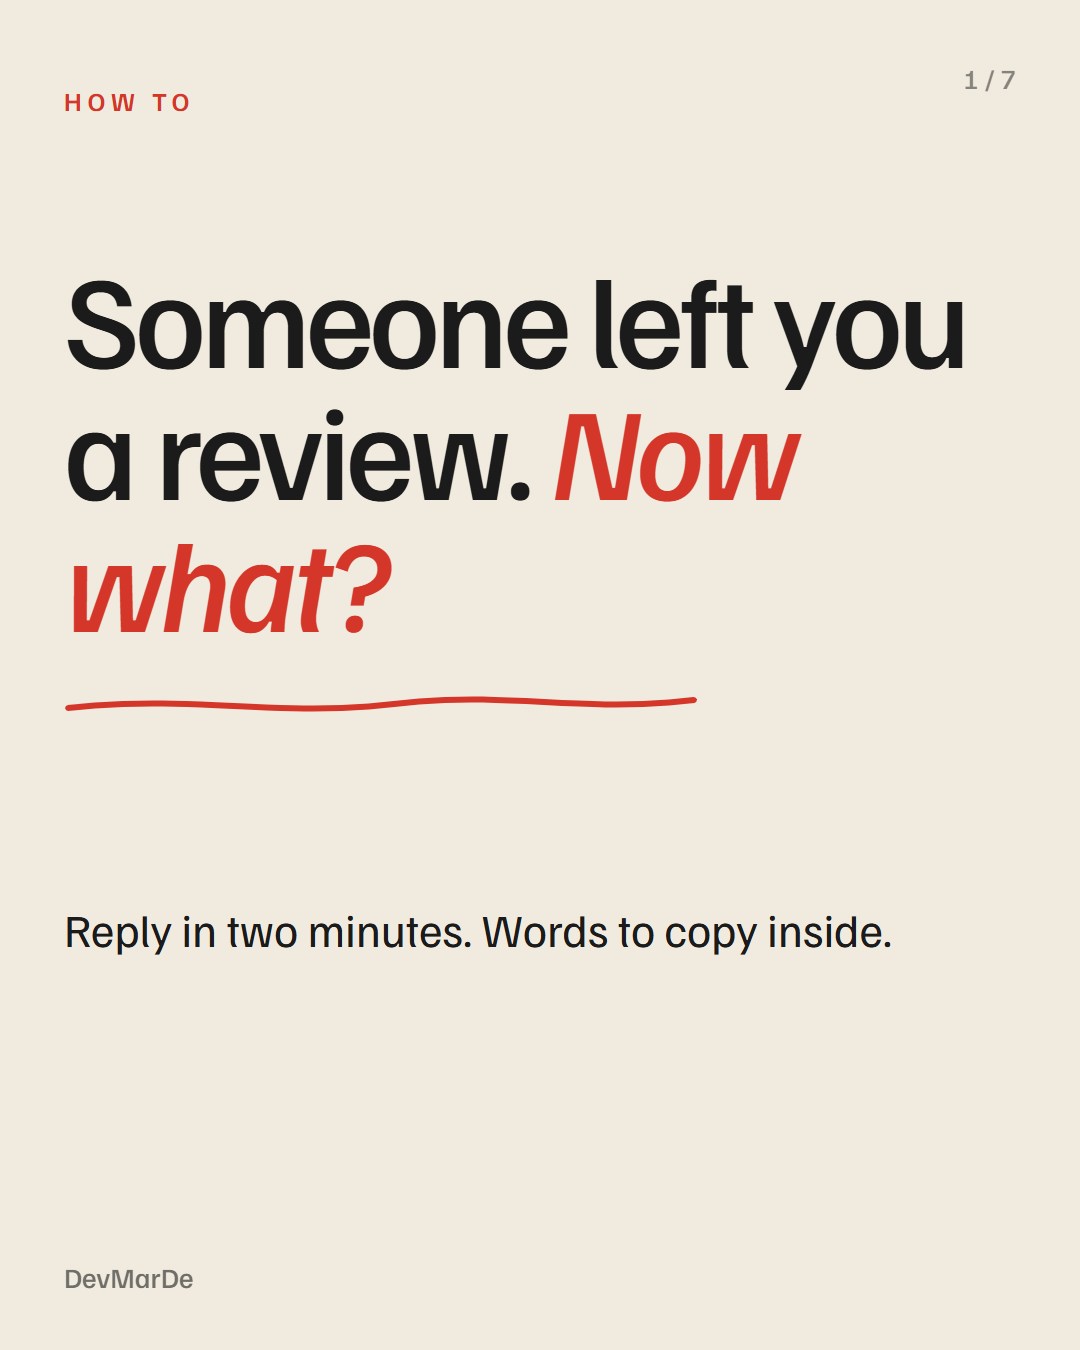 HOW TO
1 / 7
Someone left you
a review. Now
what?
Reply in two minutes. Words to copy inside.
DevMarDe